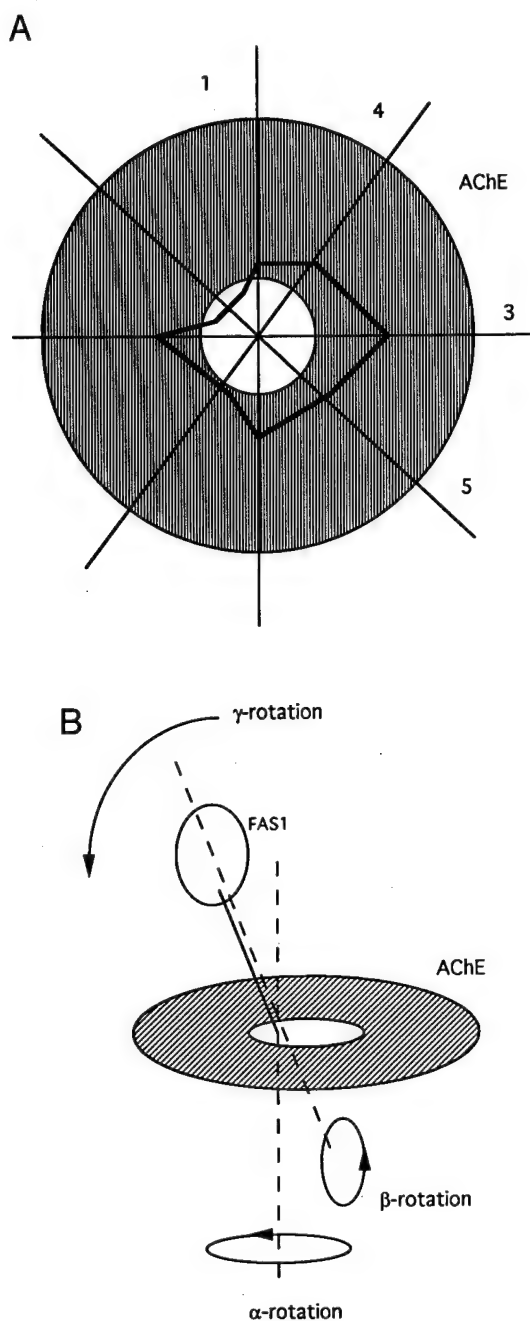 A
1
4
AChE
3
5
B
γ-rotation
FAS1
AChE
β-rotation
α-rotation